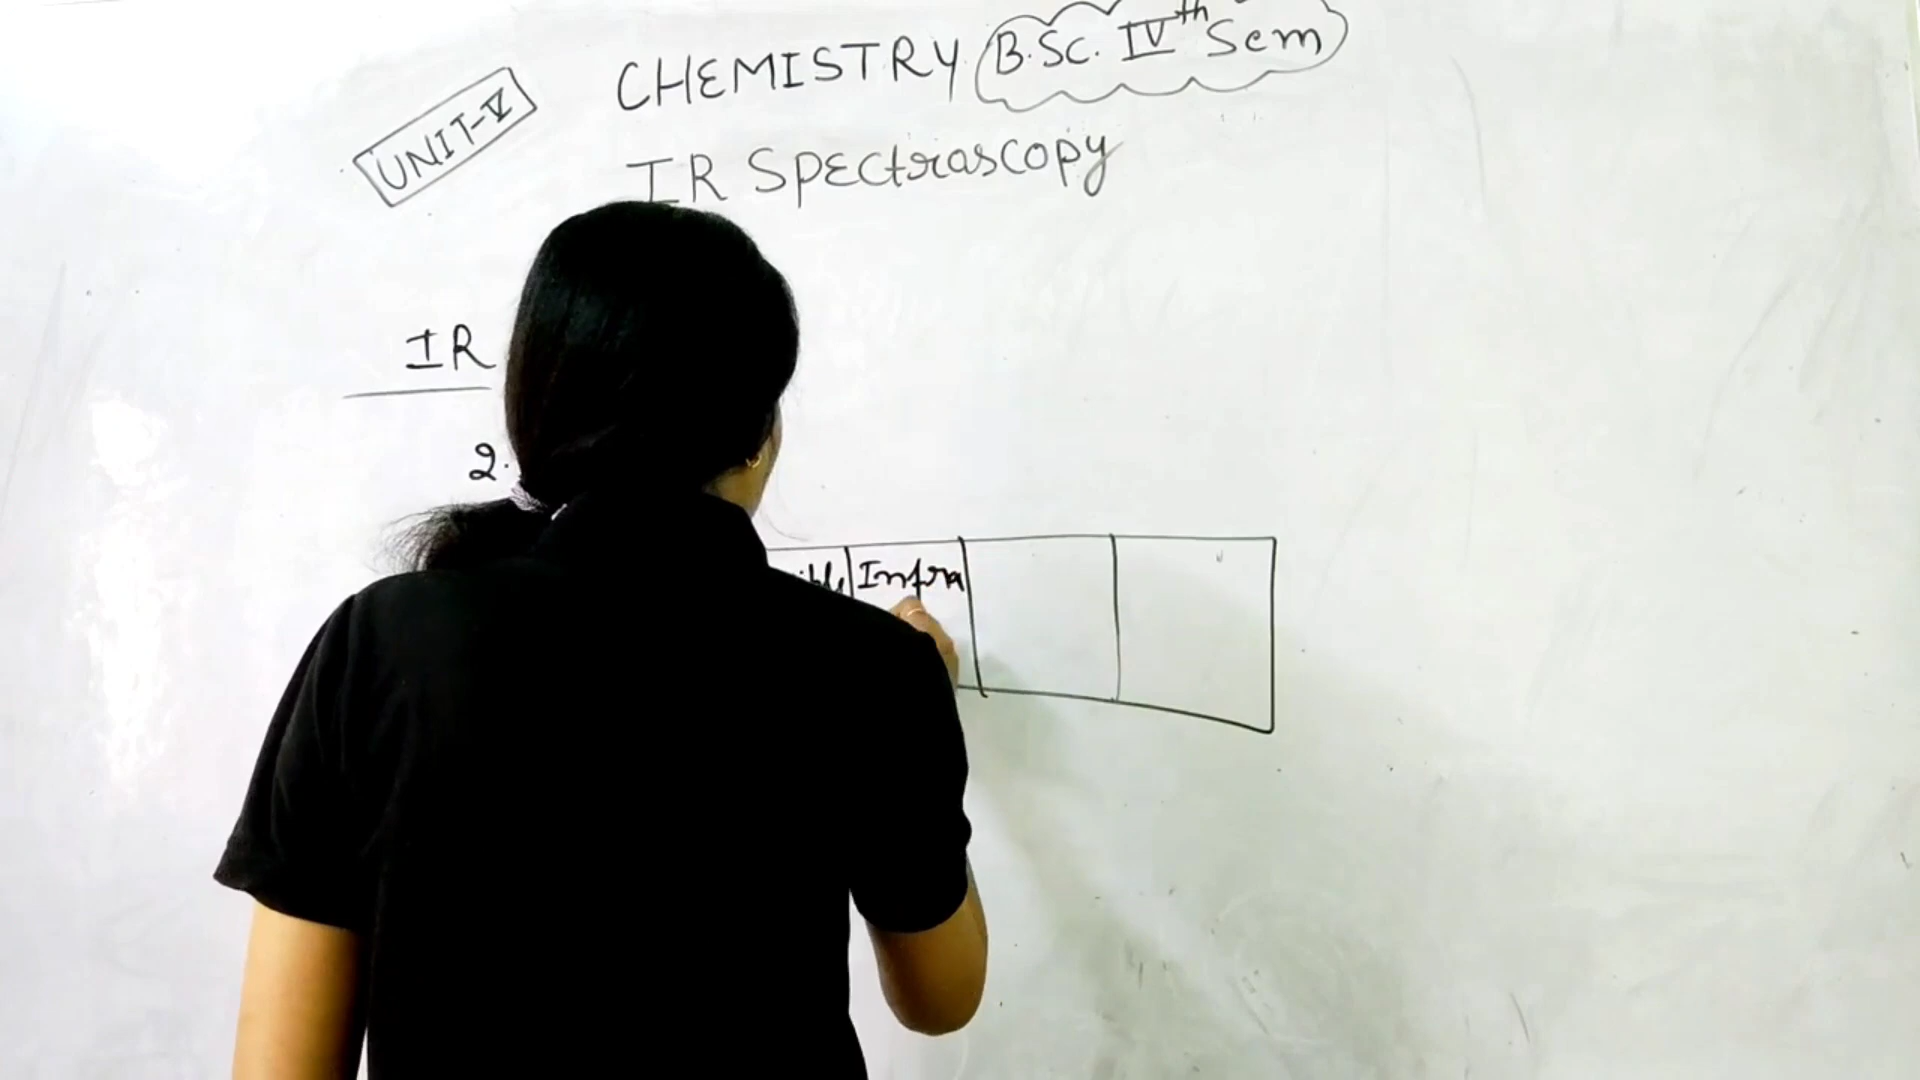 CHEMISTRY B.Sc. IVth Sem
UNIT-V
IR Spectroscopy
IR
2.
Infra